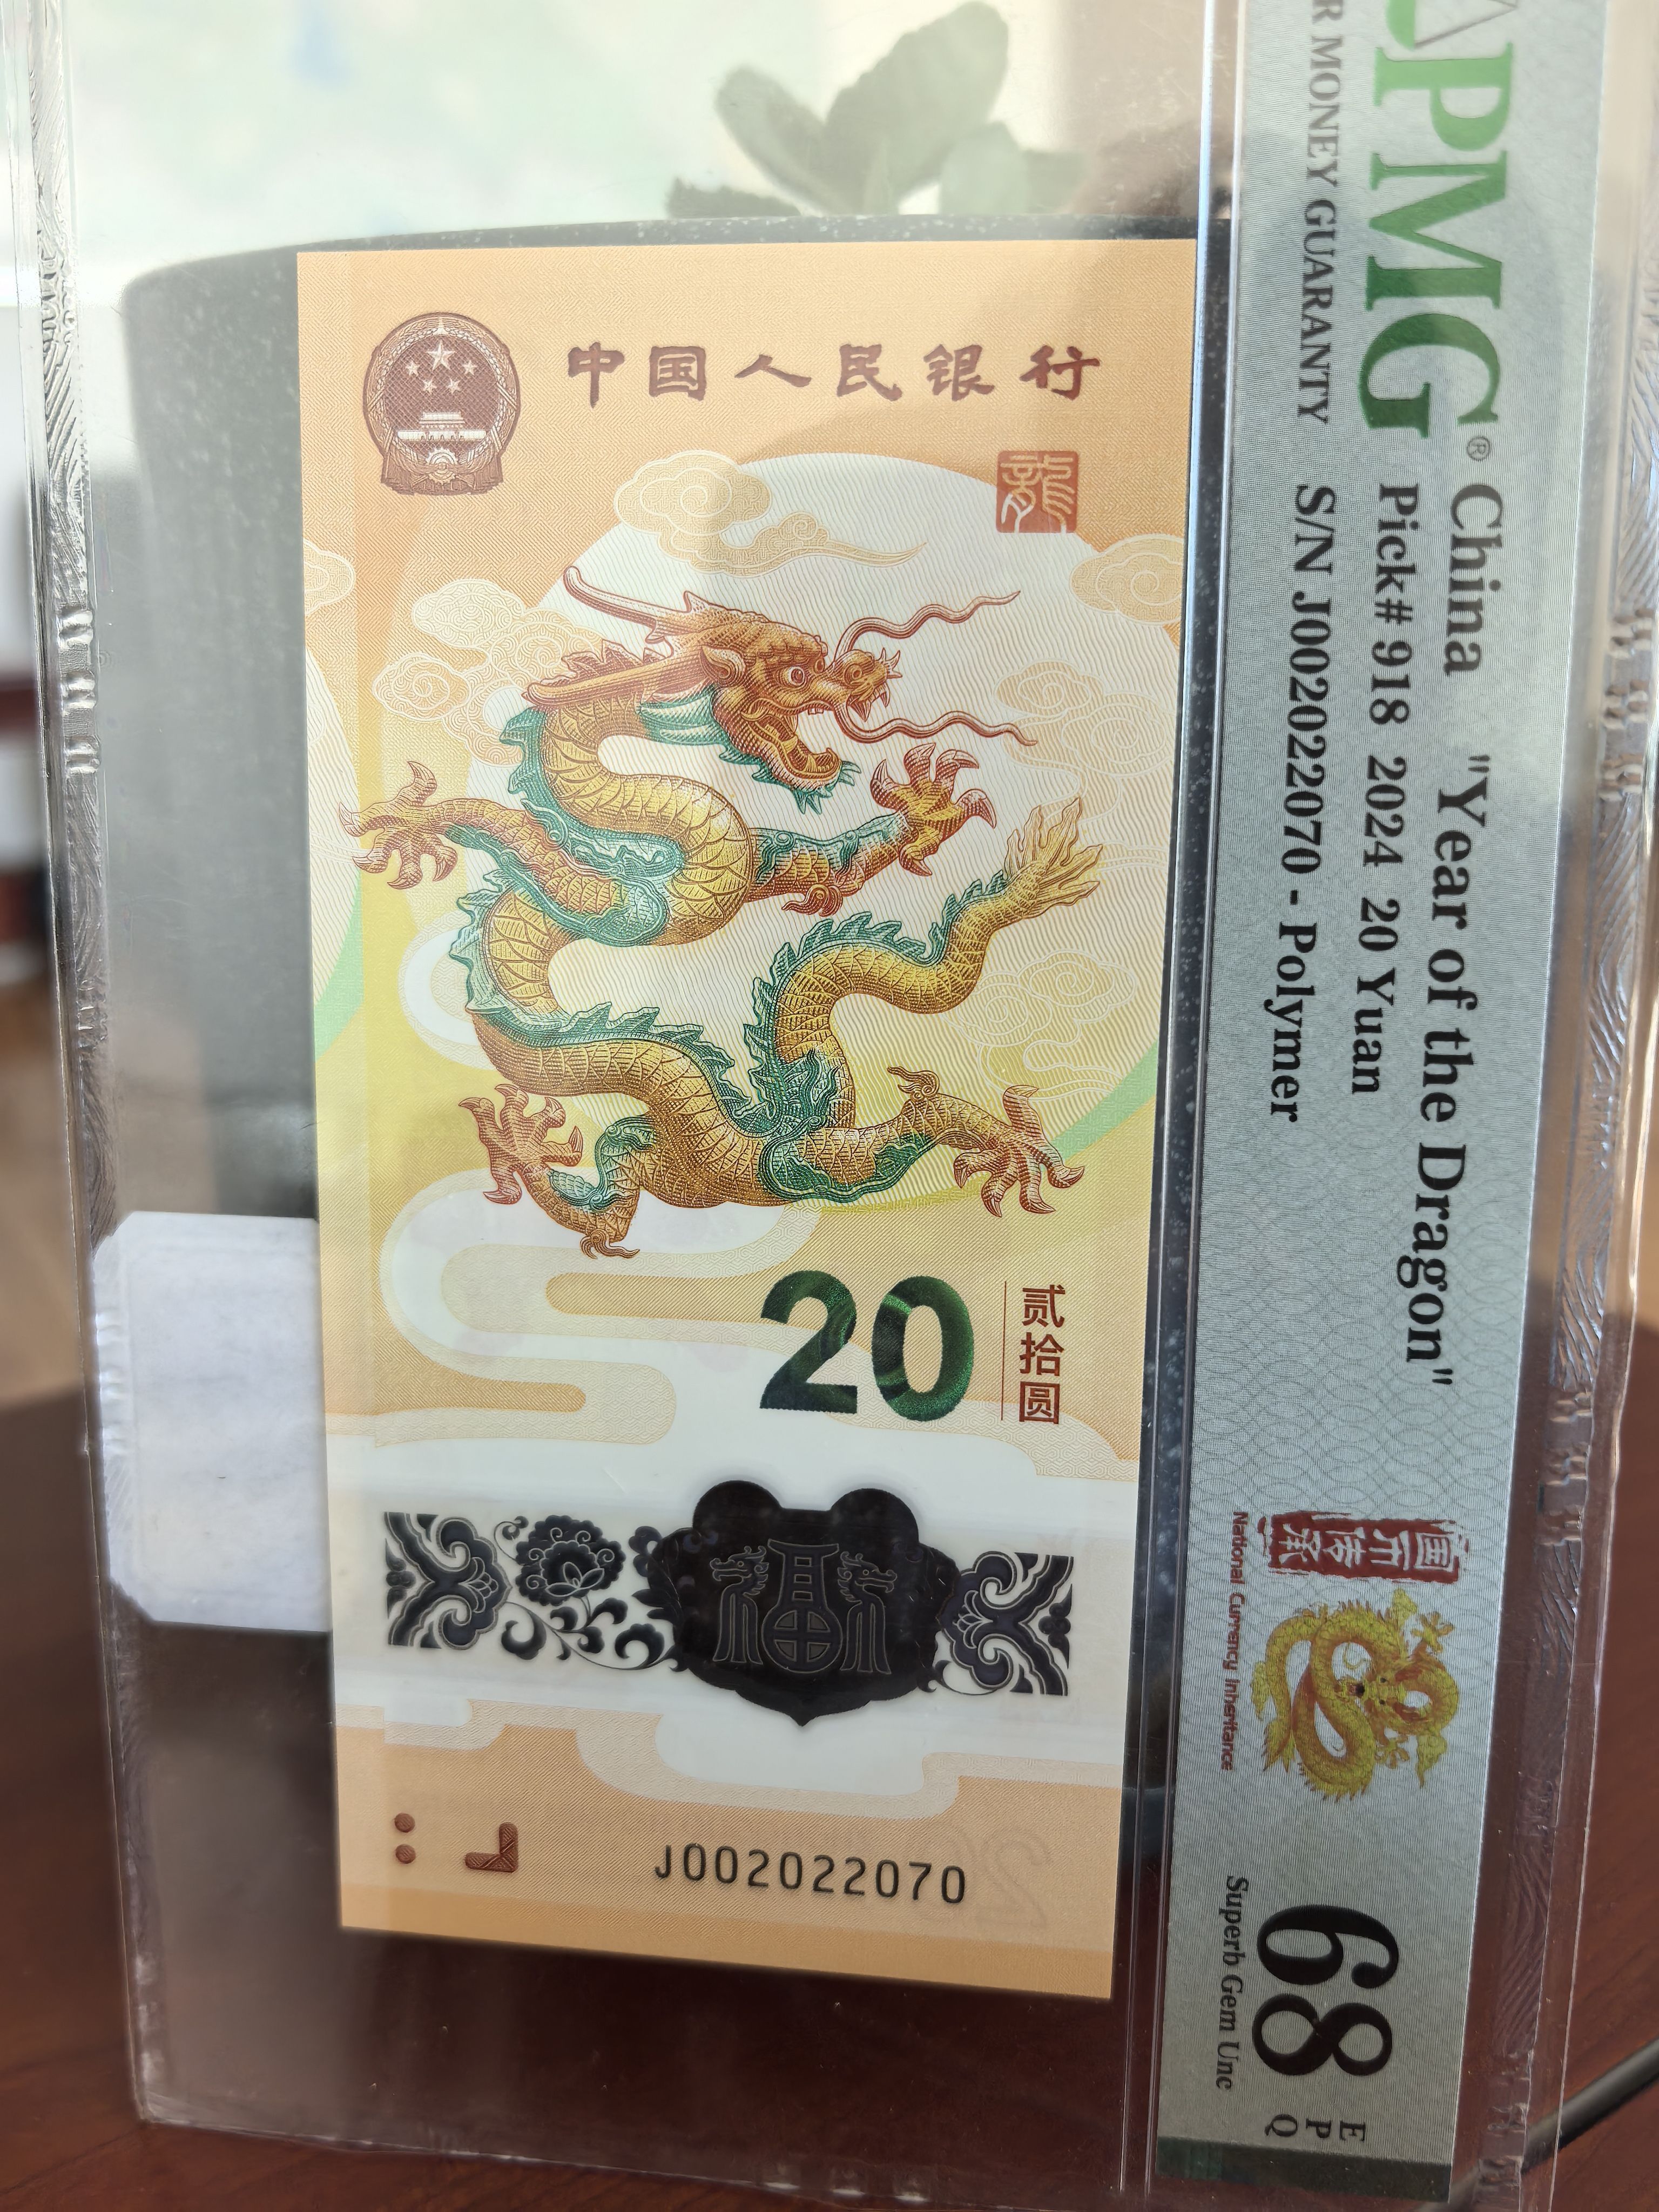 中国人民银行
龍
贰拾圆
20
福
J002022070
PMG®
R MONEY GUARANTY
China "Year of the Dragon"
Pick# 918 2024 20 Yuan
S/N J002022070 - Polymer
国币传承
National Currency Inheritance
68
Superb Gem Unc
E
P
Q